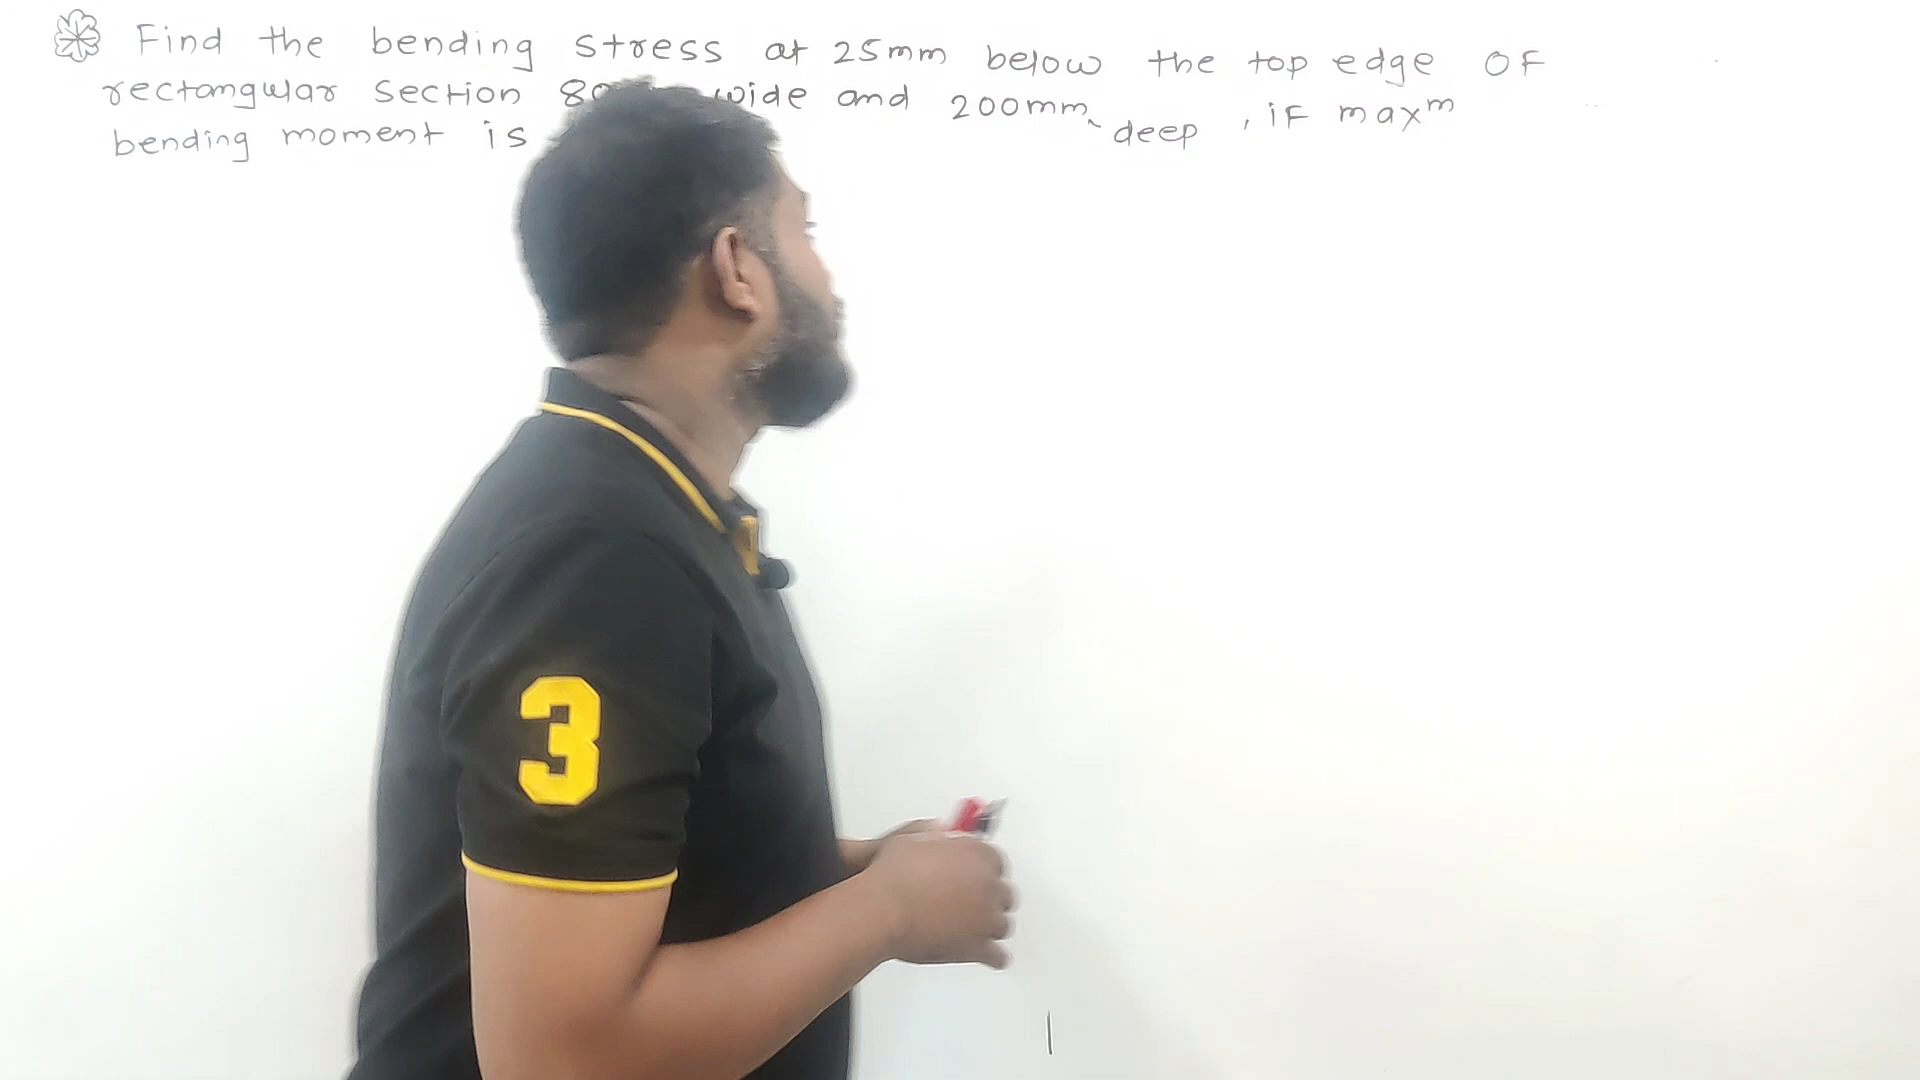 Find the bending stress at 25mm below the top edge OF
rectangular section wide and 200mm deep, iF maxᵐ
bending moment is
3